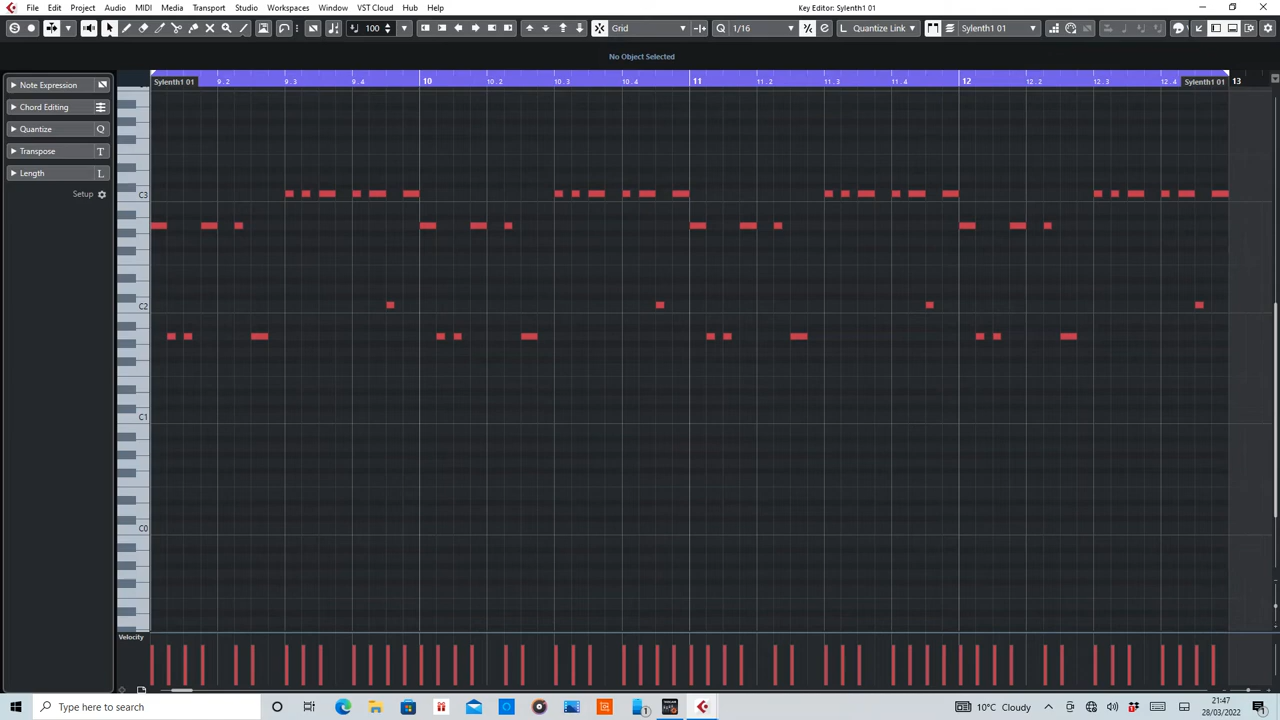 File Edit Project Audio MIDI Media Transport Studio Workspaces Window VST Cloud Hub Help Key Editor: Sylenth1 01
S 100 Grid Q 1/16 L Quantize Link Sylenth1 01
No Object Selected
Sylenth1 01 9.2 9.3 9.4 10 10.2 10.3 10.4 11 11.2 11.3 11.4 12 12.2 12.3 12.4 Sylenth1 01 13
Note Expression
Chord Editing
Quantize Q
Transpose T
Length L
Setup
C3
C2
C1
C0
Velocity
Type here to search
1
10°C Cloudy
21:47
28/03/2022
1